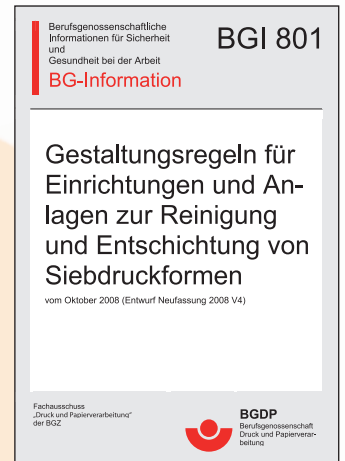 Berufsgenossenschaftliche
Informationen für Sicherheit
und
Gesundheit bei der Arbeit
BG-Information
BGI 801
Gestaltungsregeln für
Einrichtungen und An-
lagen zur Reinigung
und Entschichtung von
Siebdruckformen
vom Oktober 2008 (Entwurf Neufassung 2008 V4)
Fachausschuss
„Druck und Papierverarbeitung“
der BGZ
BGDP
Berufsgenossenschaft
Druck und Papierverar-
beitung